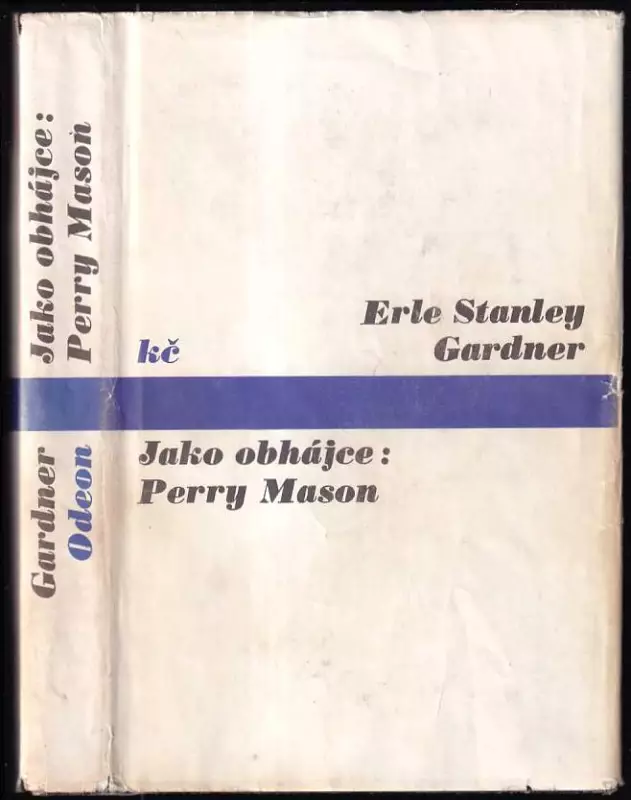 Jako obhájce:
Perry Mason
Gardner
Odeon
Erle Stanley
Gardner
kč
Jako obhájce:
Perry Mason